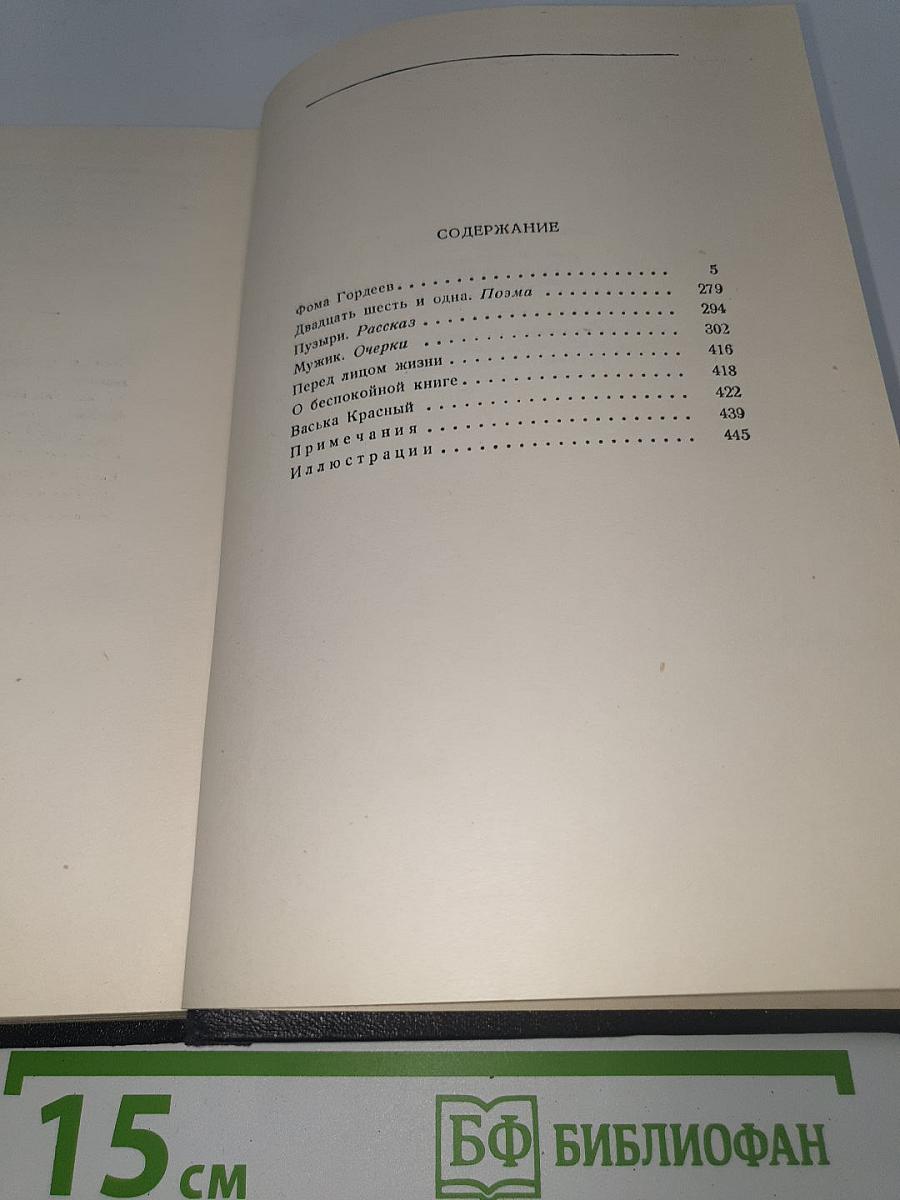 СОДЕРЖАНИЕ
Фома Гордеев . . . . . . . . . . . . . . . . . . . . . . . . 5
Двадцать шесть и одна. Поэма . . . . . . . . . . . 279
Пузыри. Рассказ . . . . . . . . . . . . . . . . . . . . . 294
Мужик. Очерки . . . . . . . . . . . . . . . . . . . . . 302
Перед лицом жизни . . . . . . . . . . . . . . . . . . . 416
О беспокойной книге . . . . . . . . . . . . . . . . . . 418
Васька Красный . . . . . . . . . . . . . . . . . . . . . 422
Примечания . . . . . . . . . . . . . . . . . . . . . . 439
Иллюстрации . . . . . . . . . . . . . . . . . . . . . 445
15 см
БФ БИБЛИОФАН